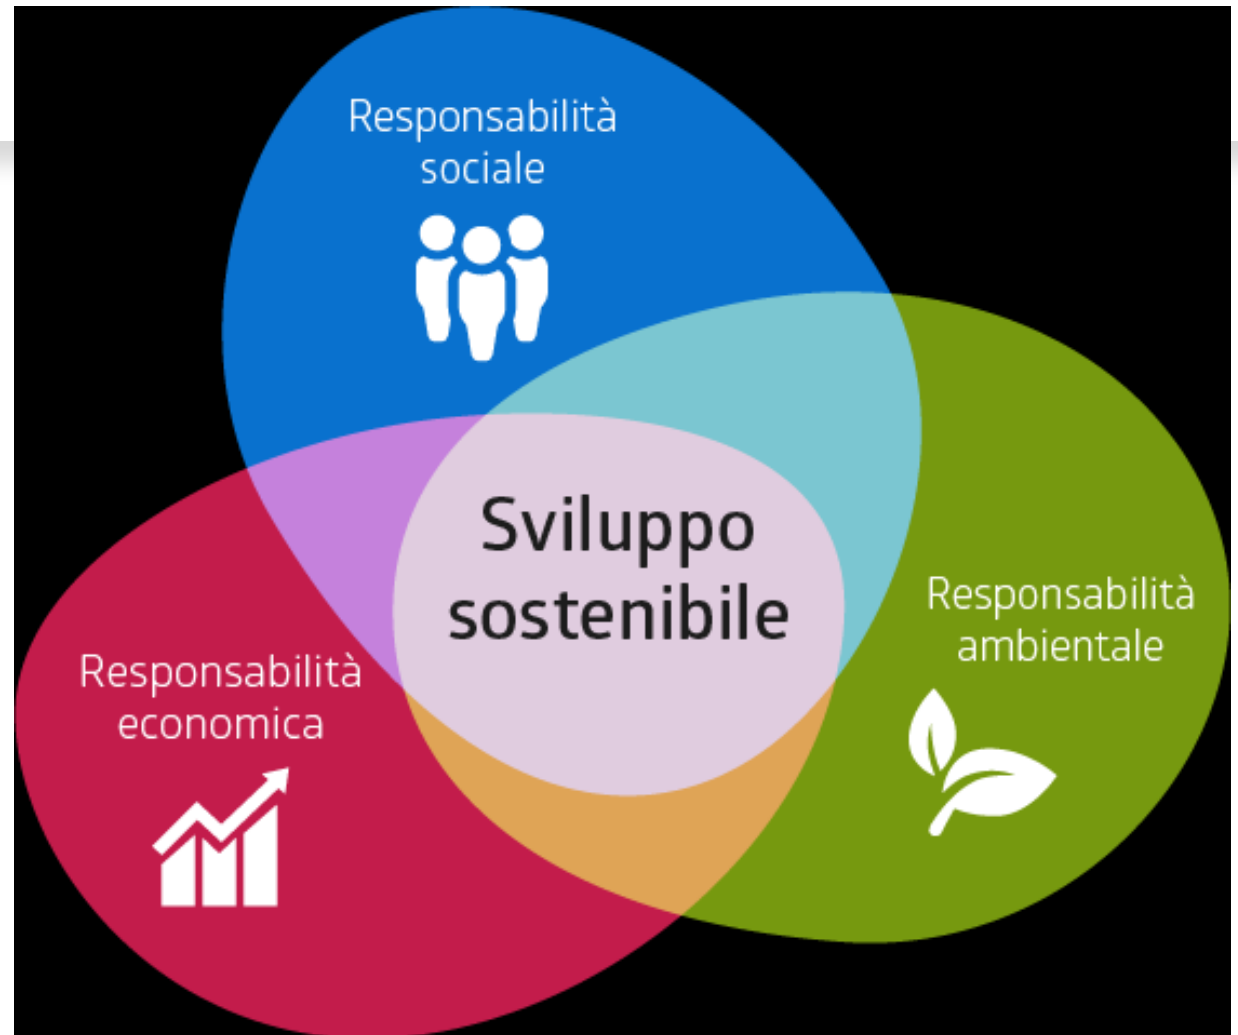 Responsabilità
sociale
Sviluppo
sostenibile
Responsabilità
ambientale
Responsabilità
economica